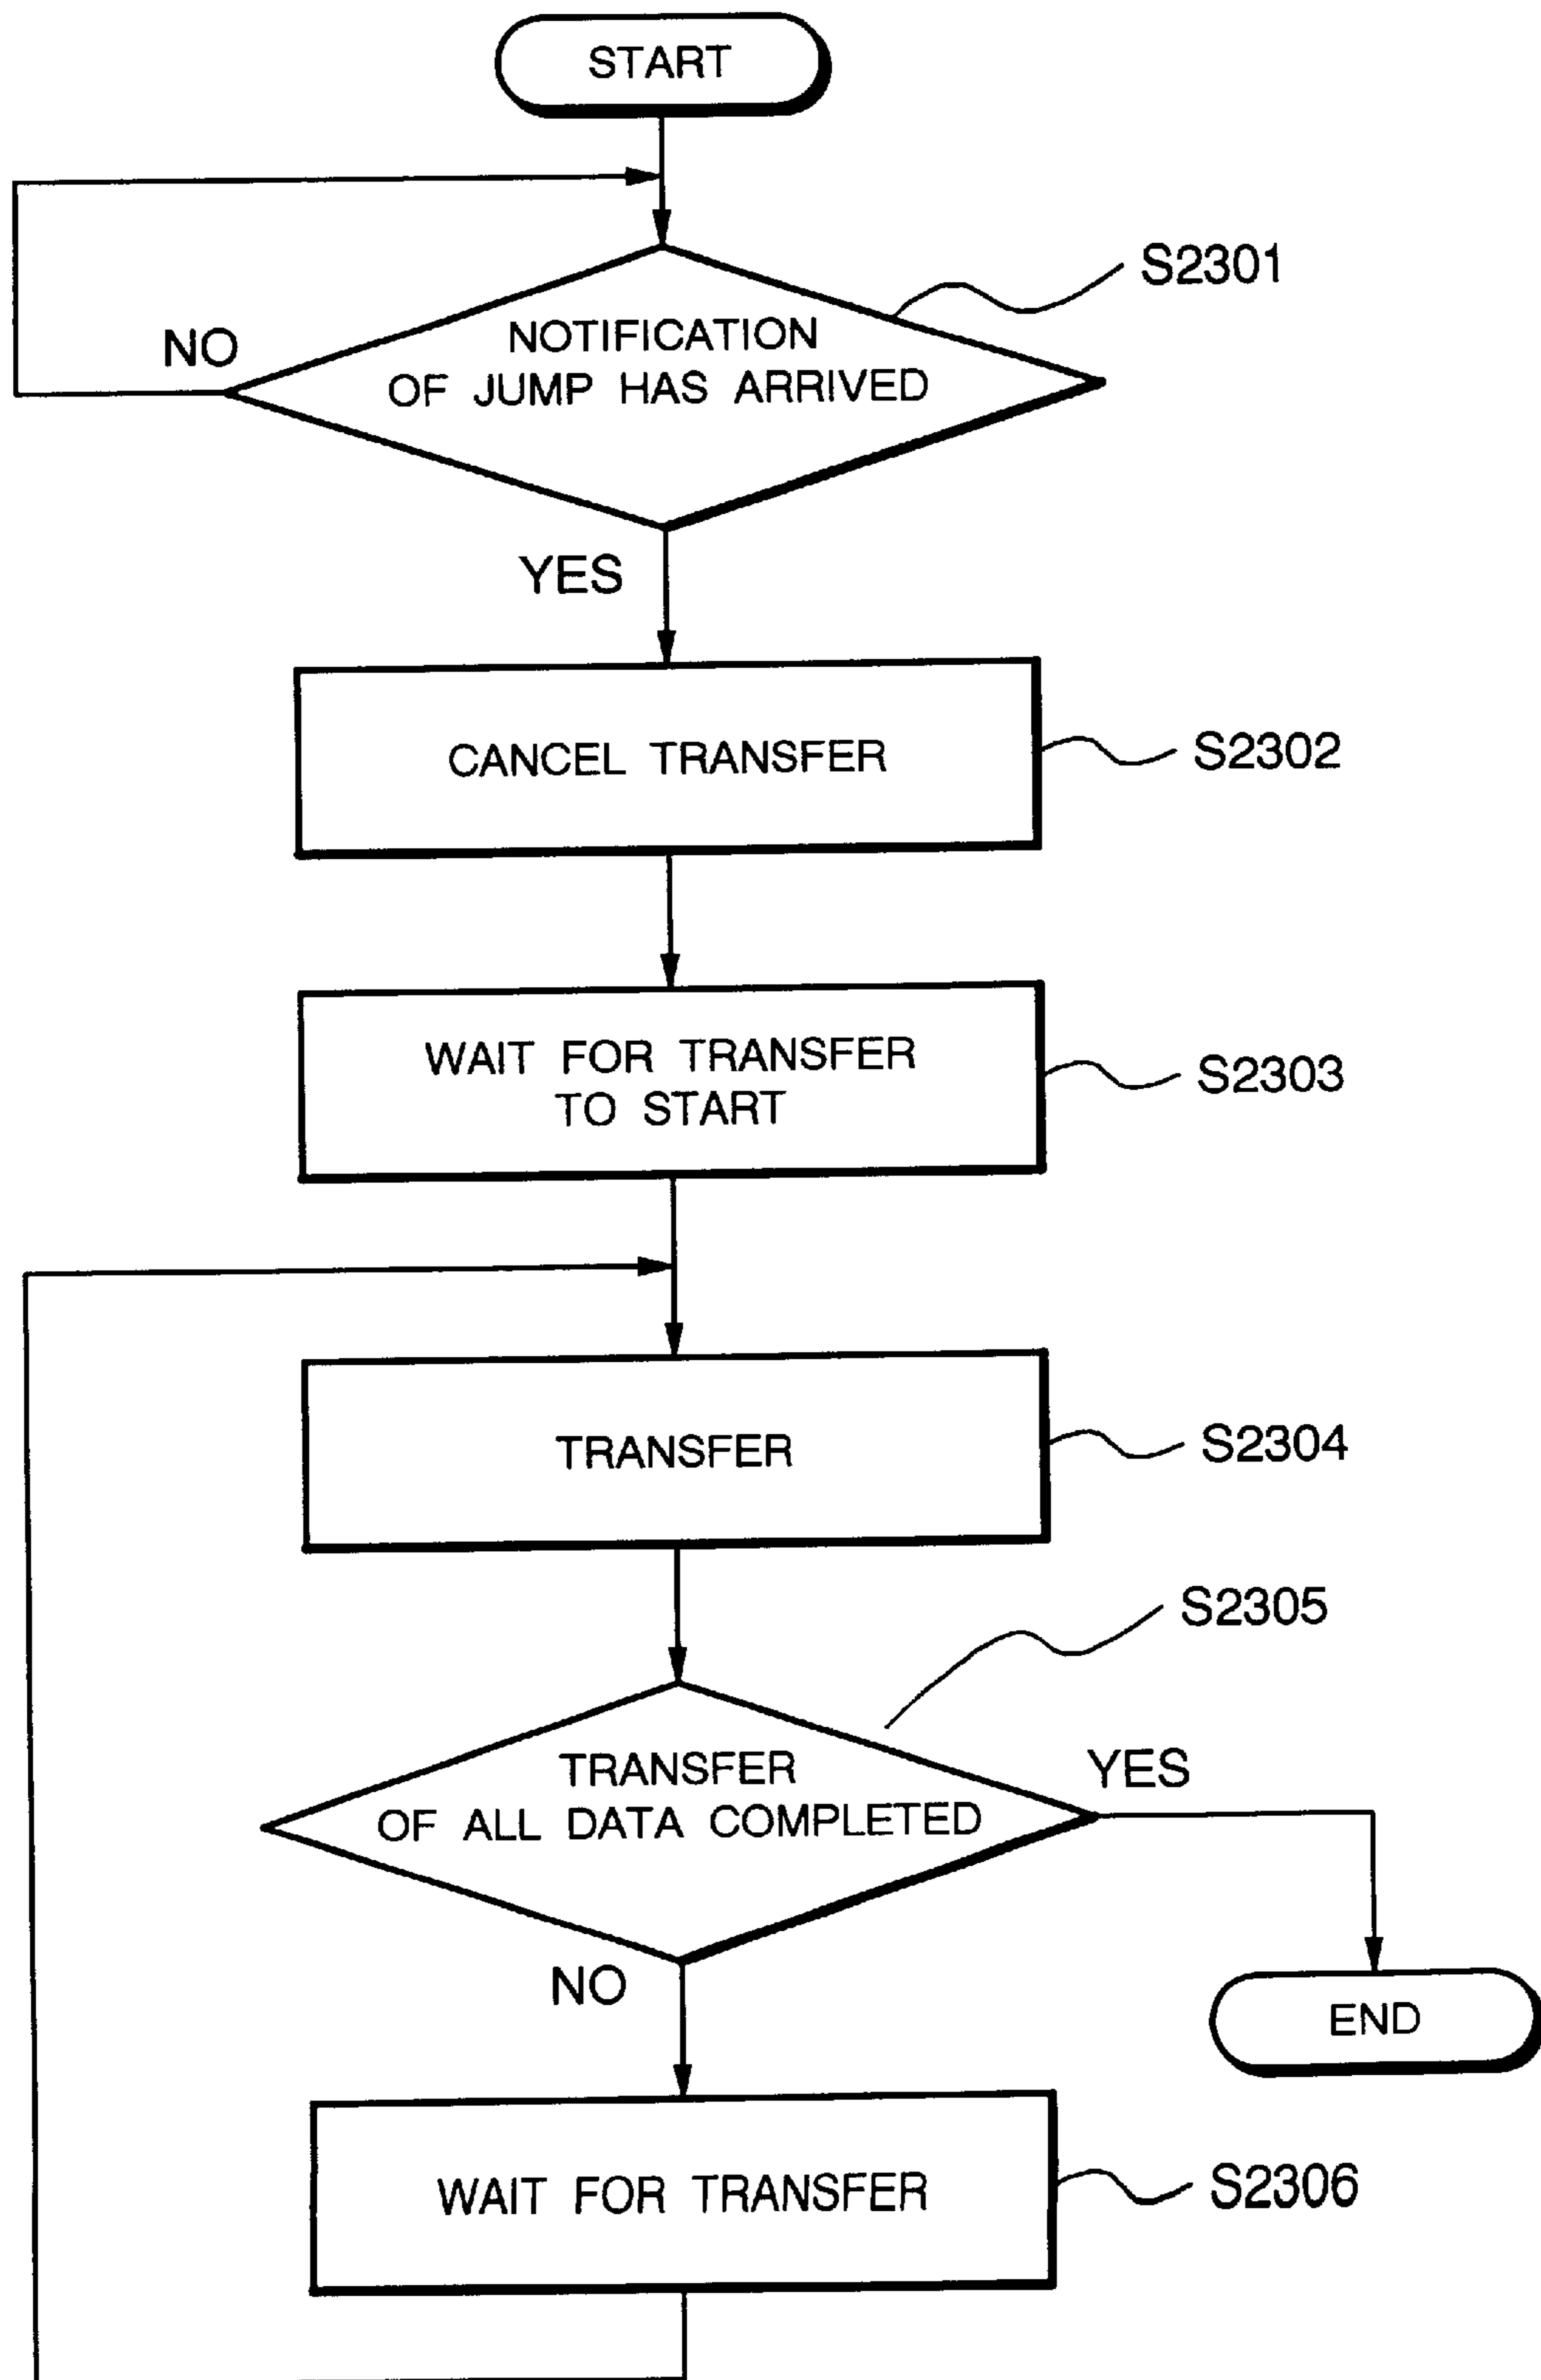 START
S2301
NO
NOTIFICATION
OF JUMP HAS ARRIVED
YES
CANCEL TRANSFER
S2302
WAIT FOR TRANSFER
TO START
S2303
TRANSFER
S2304
S2305
TRANSFER
OF ALL DATA COMPLETED
YES
NO
END
WAIT FOR TRANSFER
S2306